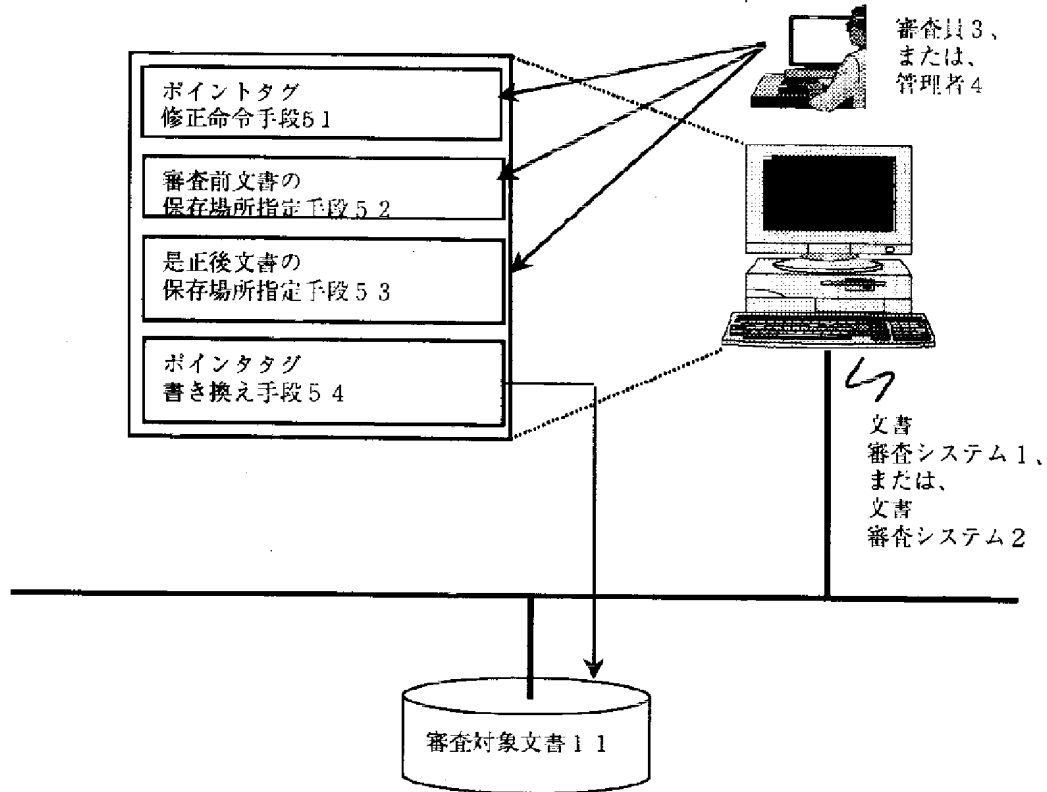 審査員3、
または、
管理者4
ポイントタグ
修正命令手段51
審査前文書の
保存場所指定手段52
是正後文書の
保存場所指定手段53
ポインタタグ
書き換え手段54
文書
審査システム1、
または、
文書
審査システム2
審査対象文書11